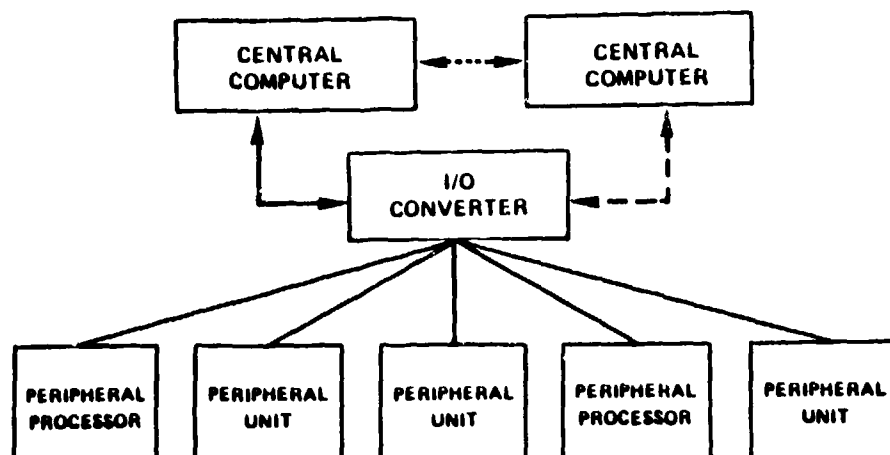 CENTRAL
COMPUTER
CENTRAL
COMPUTER
I/O
CONVERTER
PERIPHERAL
PROCESSOR
PERIPHERAL
UNIT
PERIPHERAL
UNIT
PERIPHERAL
PROCESSOR
PERIPHERAL
UNIT